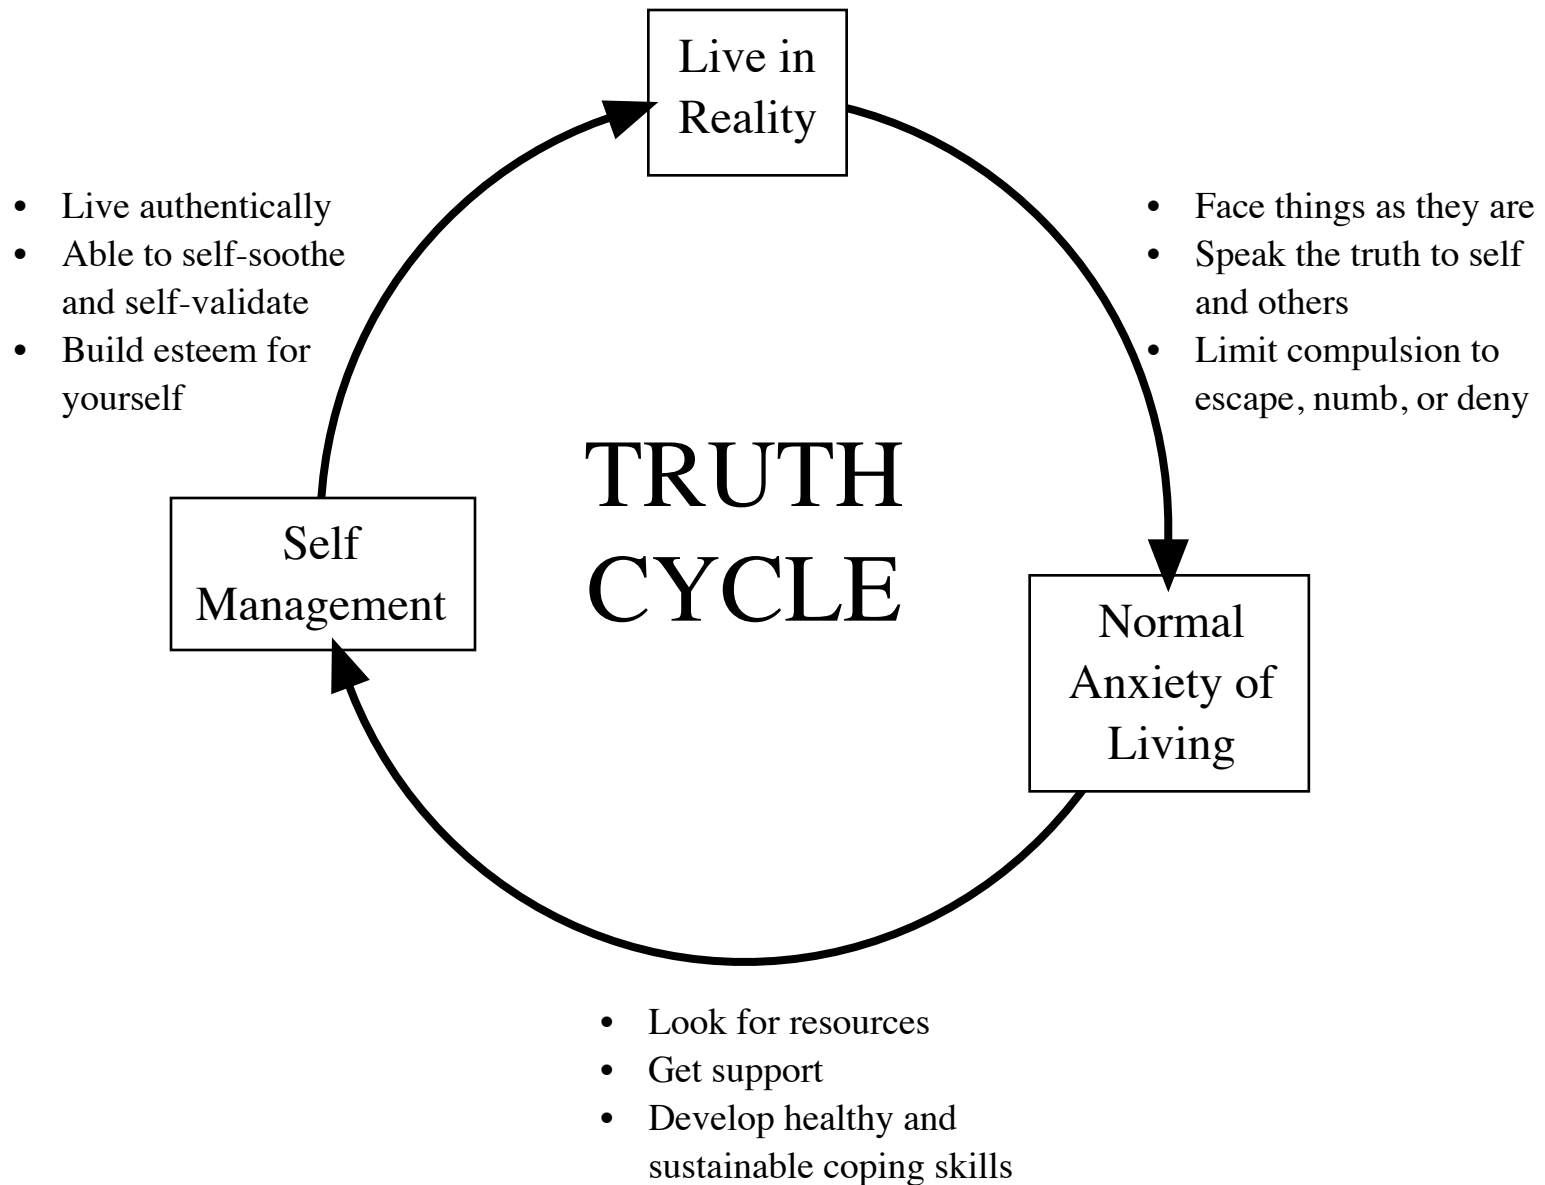 Live in
Reality
• Live authentically
• Able to self-soothe
and self-validate
• Build esteem for
yourself
• Face things as they are
• Speak the truth to self
and others
• Limit compulsion to
escape, numb, or deny
TRUTH
CYCLE
Self
Management
Normal
Anxiety of
Living
• Look for resources
• Get support
• Develop healthy and
sustainable coping skills